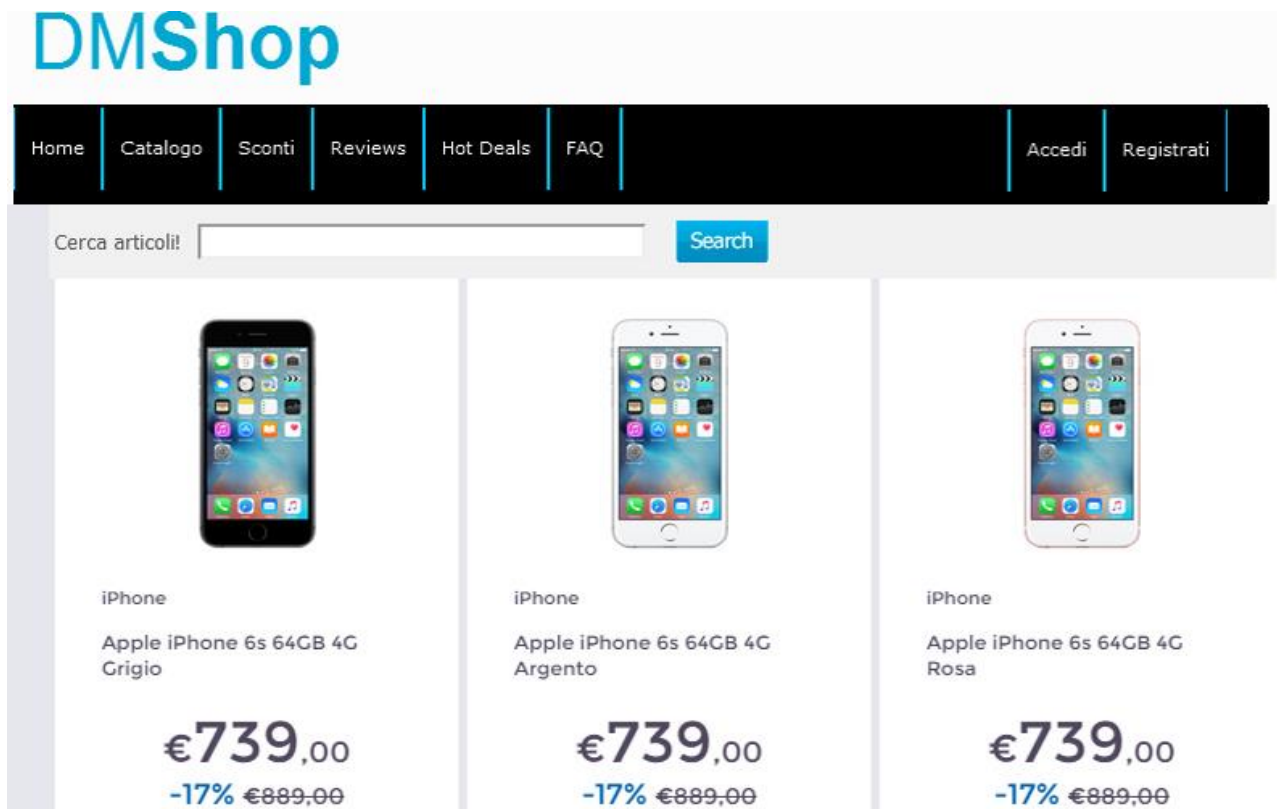 DMShop
Home Catalogo Sconti Reviews Hot Deals FAQ Accedi Registrati
Cerca articoli! Search
iPhone iPhone iPhone
Apple iPhone 6s 64GB 4G Apple iPhone 6s 64GB 4G Apple iPhone 6s 64GB 4G
Grigio Argento Rosa
€739,00 €739,00 €739,00
-17% €889,00 -17% €889,00 -17% €889,00